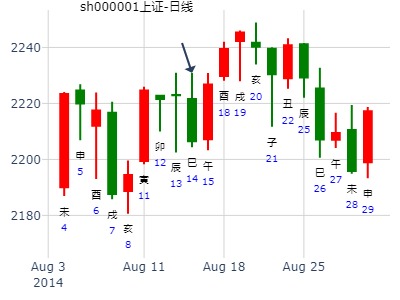 sh000001上证-日线
2240
2220
2200
2180
未
4
申
5
酉
6
戌
7
亥
8
寅
11
卯
12
辰
13
巳
14
午
15
酉
18
戌
19
亥
20
子
21
丑
22
辰
25
巳
26
午
27
未
28
申
29
Aug 3
2014
Aug 11
Aug 18
Aug 25